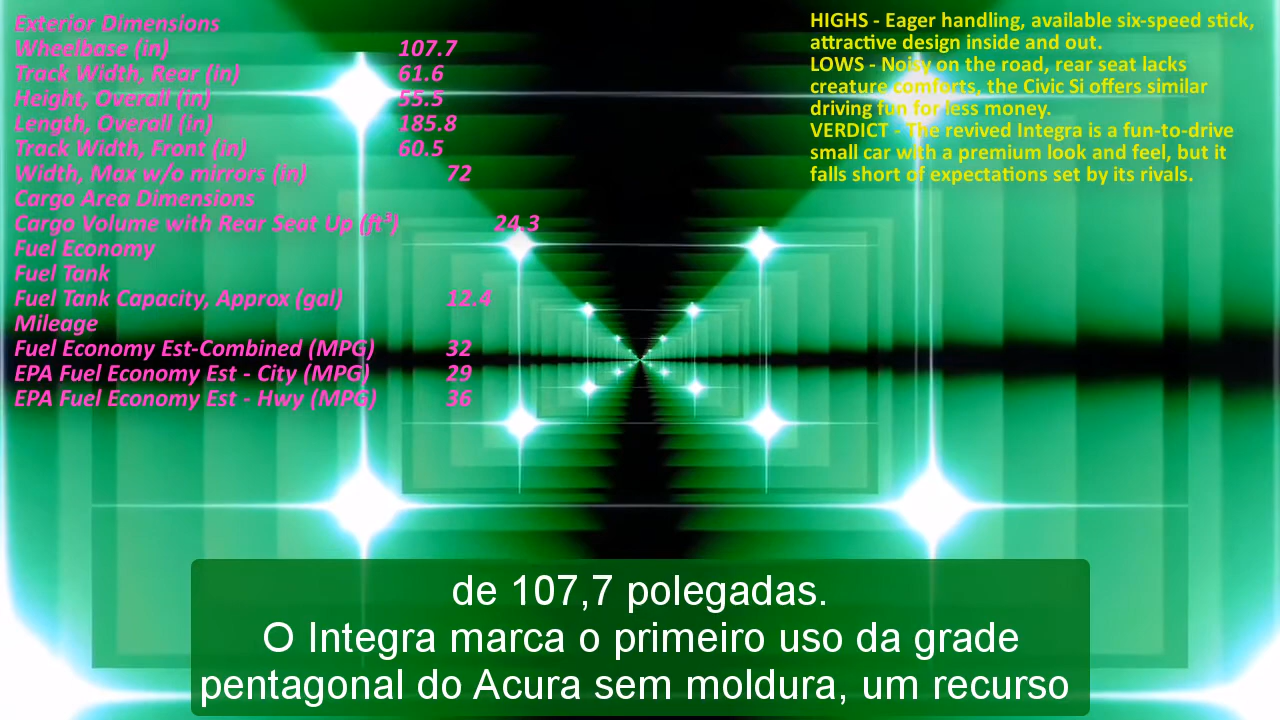 Exterior Dimensions
Wheelbase (in) 107.7
Track Width, Rear (in) 61.6
Height, Overall (in) 55.5
Length, Overall (in) 185.8
Track Width, Front (in) 60.5
Width, Max w/o mirrors (in) 72
Cargo Area Dimensions
Cargo Volume with Rear Seat Up (ft³) 24.3
Fuel Economy
Fuel Tank
Fuel Tank Capacity, Approx (gal) 12.4
Mileage
Fuel Economy Est-Combined (MPG) 32
EPA Fuel Economy Est - City (MPG) 29
EPA Fuel Economy Est - Hwy (MPG) 36
HIGHS - Eager handling, available six-speed stick,
attractive design inside and out.
LOWS - Noisy on the road, rear seat lacks
creature comforts, the Civic Si offers similar
driving fun for less money.
VERDICT - The revived Integra is a fun-to-drive
small car with a premium look and feel, but it
falls short of expectations set by its rivals.
de 107,7 polegadas.
O Integra marca o primeiro uso da grade
pentagonal do Acura sem moldura, um recurso